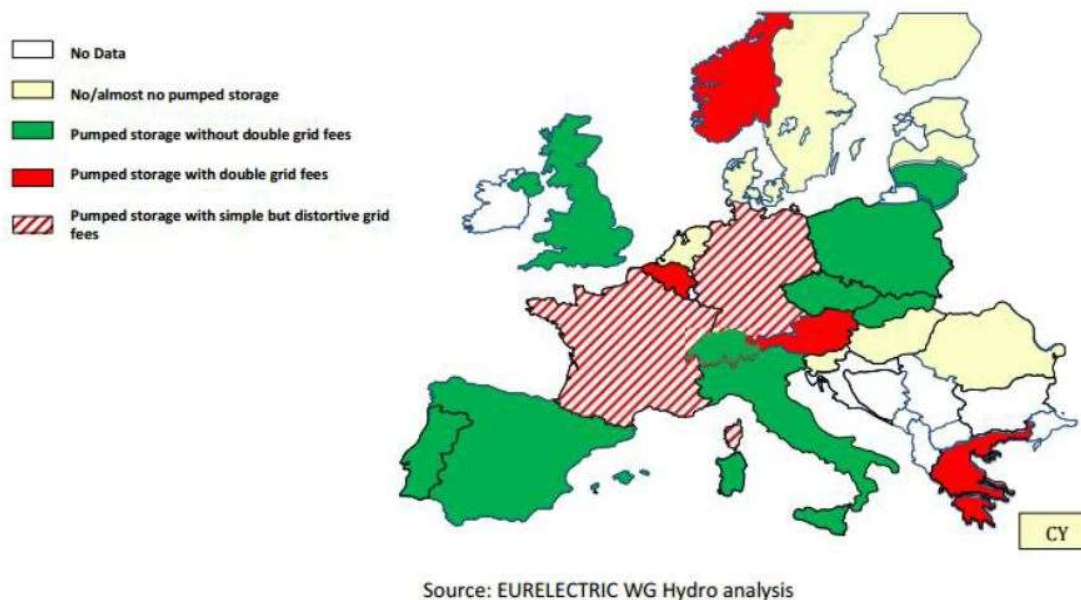 No Data
No/almost no pumped storage
Pumped storage without double grid fees
Pumped storage with double grid fees
Pumped storage with simple but distortive grid
fees
CY
Source: EURELECTRIC WG Hydro analysis